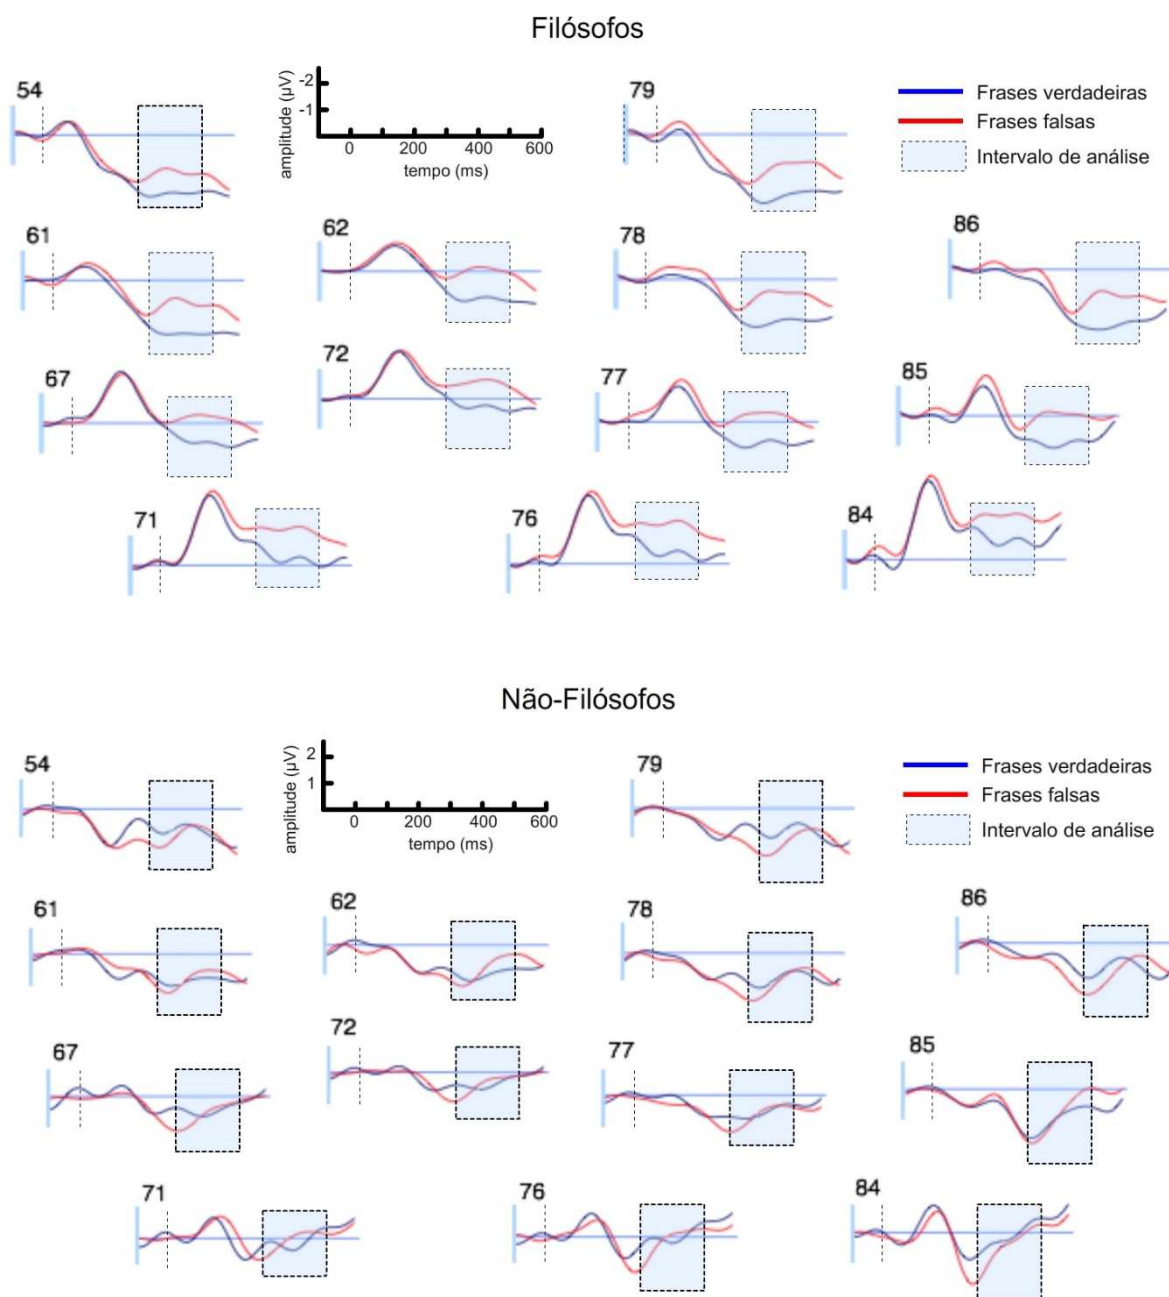 Filósofos
54
amplitude (µV)
-2
-1
0 200 400 600
tempo (ms)
79
Frases verdadeiras
Frases falsas
Intervalo de análise
61
62
78
86
67
72
77
85
71
76
84
Não-Filósofos
54
amplitude (µV)
2
1
0 200 400 600
tempo (ms)
79
Frases verdadeiras
Frases falsas
Intervalo de análise
61
62
78
86
67
72
77
85
71
76
84